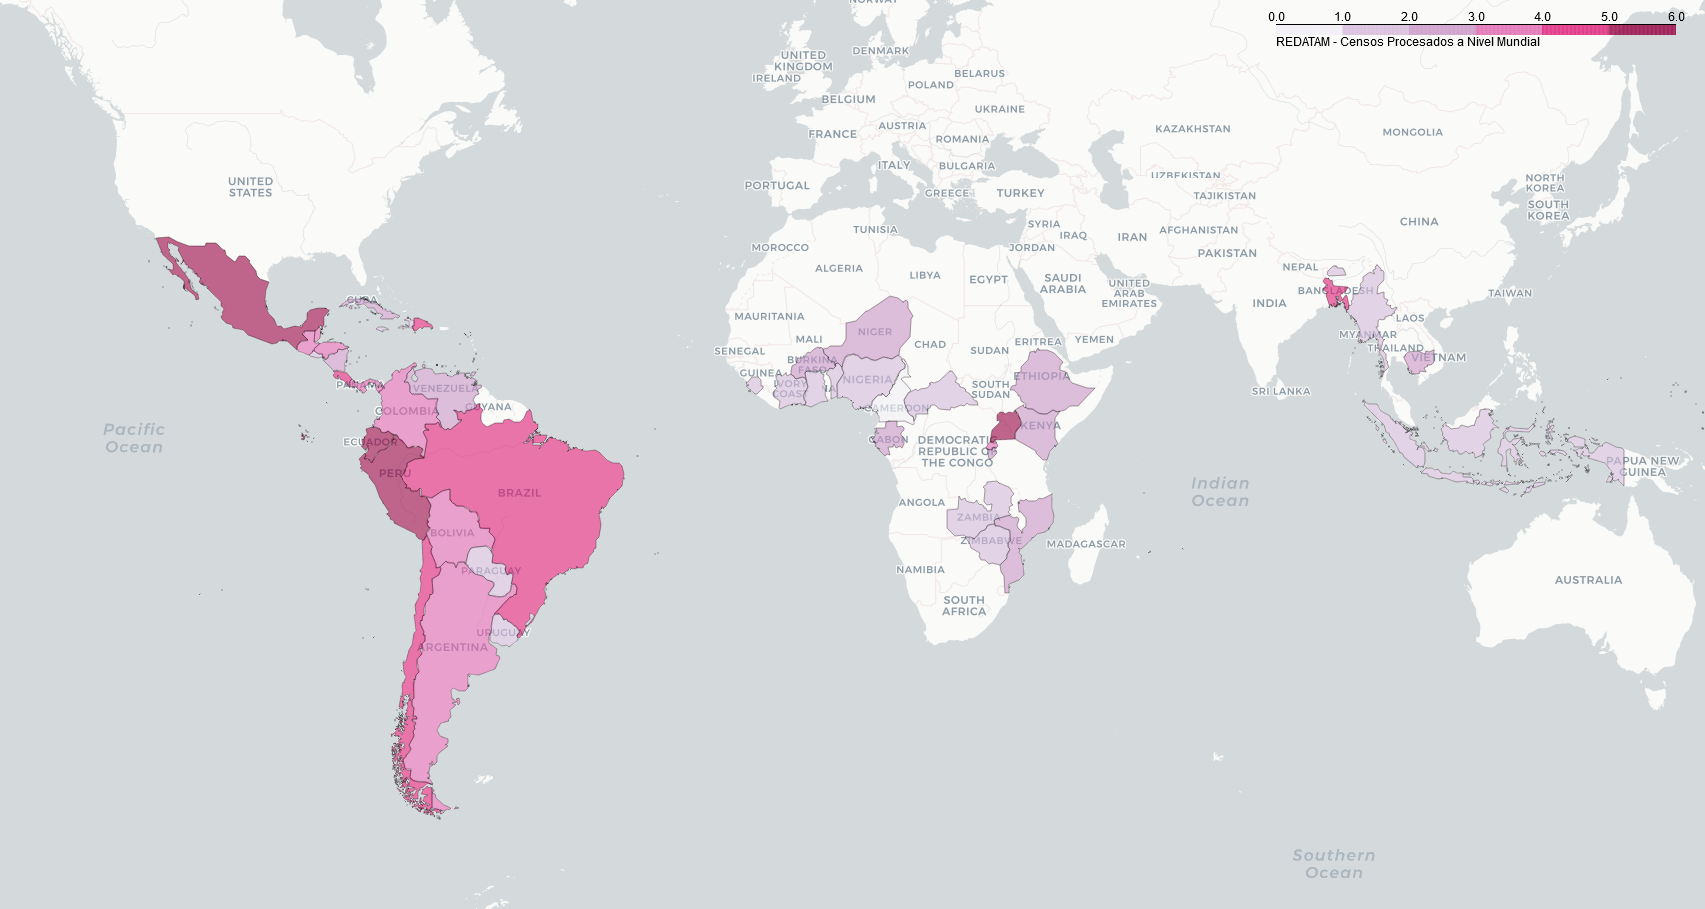 NORWAY
0.0 1.0 2.0 3.0 4.0 5.0 6.0
REDATAM - Censos Procesados a Nivel Mundial
UNITED
KINGDOM
DENMARK
IRELAND
BELARUS
POLAND
BELGIUM
UKRAINE
AUSTRIA
FRANCE
ROMANIA
KAZAKHSTAN
MONGOLIA
ITALY
BULGARIA
UZBEKISTAN
UNITED
STATES
PORTUGAL
GREECE
TURKEY
TAJIKISTAN
NORTH
KOREA
SOUTH
KOREA
SYRIA
TUNISIA
IRAQ
IRAN
AFGHANISTAN
CHINA
MOROCCO
JORDAN
PAKISTAN
ALGERIA
LIBYA
EGYPT
SAUDI
ARABIA
NEPAL
UNITED
ARAB
EMIRATES
BANGLADESH
TAIWAN
CUBA
INDIA
MAURITANIA
LAOS
NIGER
MYANMAR
MALI
CHAD
SUDAN
ERITREA
YEMEN
THAILAND
SENEGAL
BURKINA
FASO
VIETNAM
GUINEA
NIGERIA
ETHIOPIA
PANAMA
VENEZUELA
IVORY
COAST
SOUTH
SUDAN
SRI LANKA
GUYANA
CAMEROON
COLOMBIA
KENYA
Pacific
Ocean
ECUADOR
GABON
DEMOCRATIC
REPUBLIC O
THE CONGO
PAPUA NEW
GUINEA
PERU
BRAZIL
Indian
Ocean
ANGOLA
ZAMBIA
BOLIVIA
ZIMBABWE
MADAGASCAR
PARAGUAY
NAMIBIA
AUSTRALIA
SOUTH
AFRICA
URUGUAY
ARGENTINA
Southern
Ocean